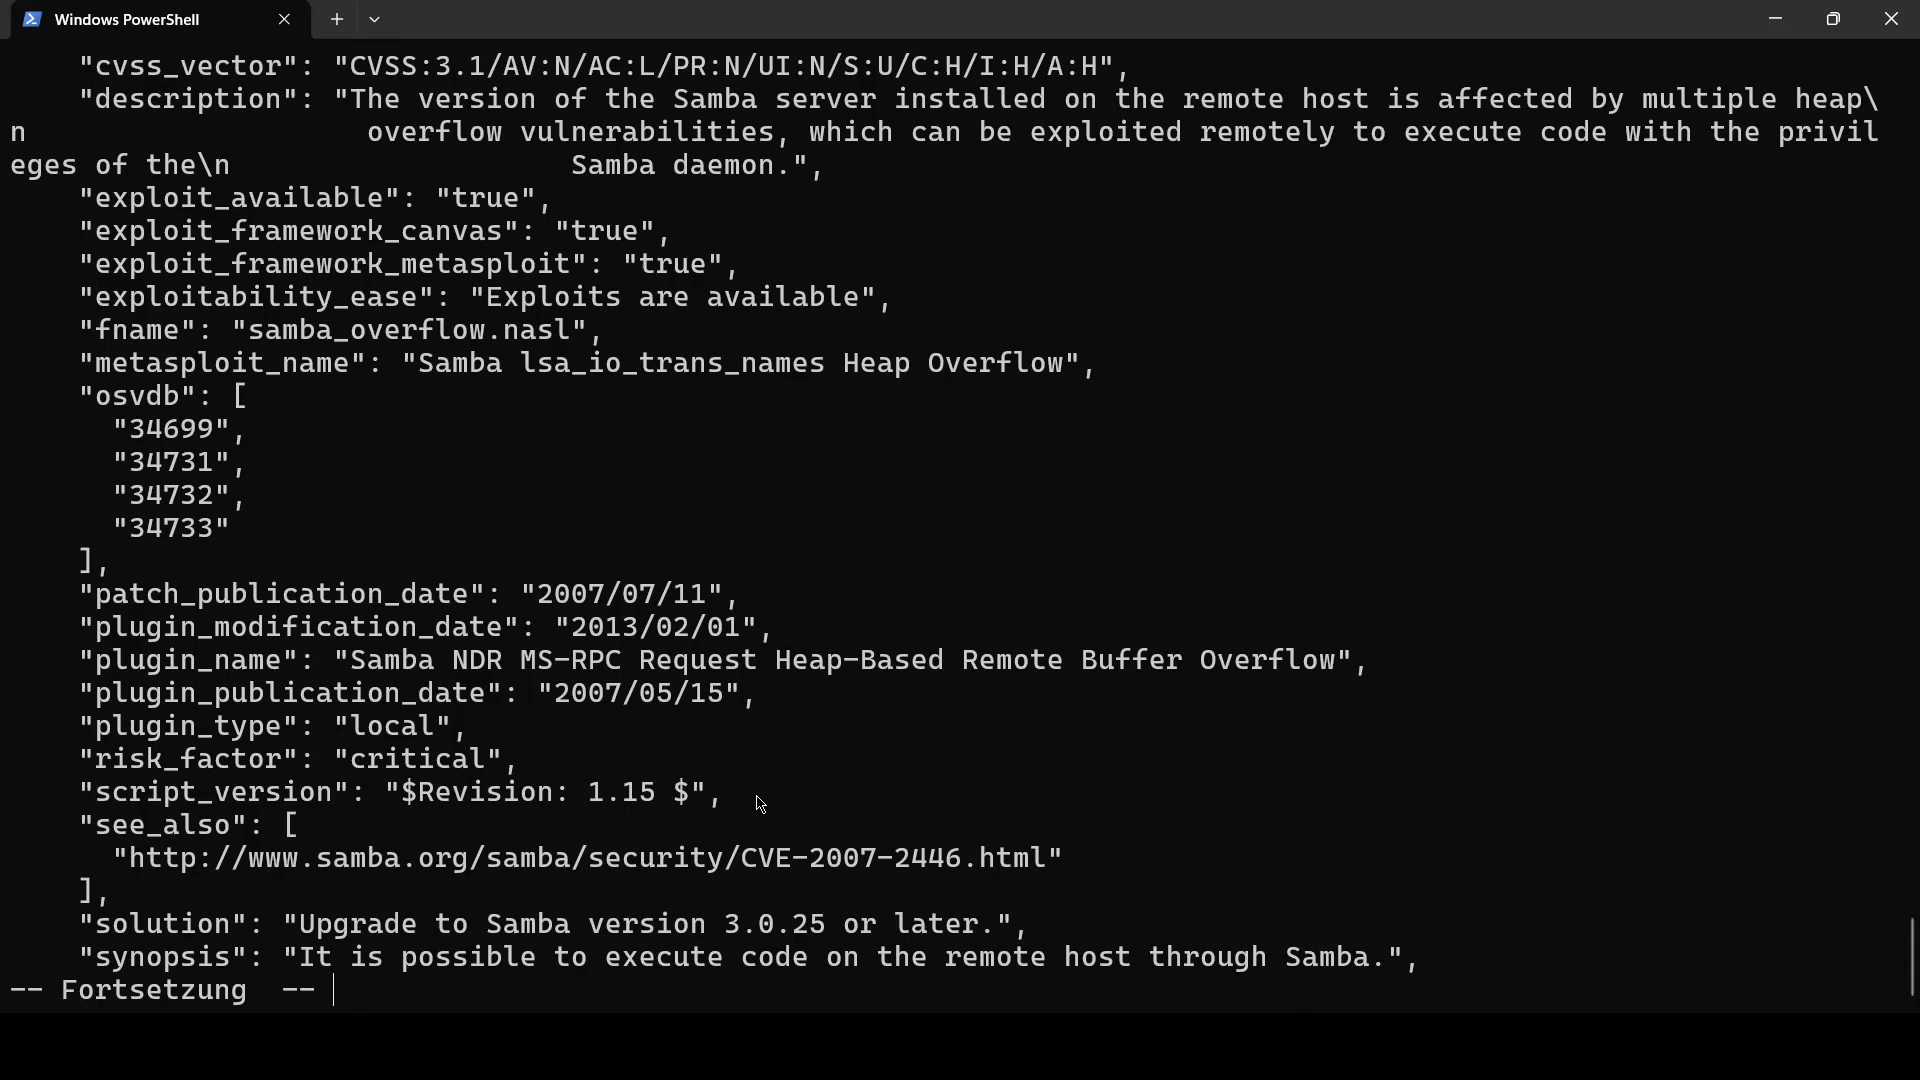 Windows PowerShell
"cvss_vector": "CVSS:3.1/AV:N/AC:L/PR:N/UI:N/S:U/C:H/I:H/A:H",
"description": "The version of the Samba server installed on the remote host is affected by multiple heap\
n                    overflow vulnerabilities, which can be exploited remotely to execute code with the privil
eges of the\n                    Samba daemon.",
"exploit_available": "true",
"exploit_framework_canvas": "true",
"exploit_framework_metasploit": "true",
"exploitability_ease": "Exploits are available",
"fname": "samba_overflow.nasl",
"metasploit_name": "Samba lsa_io_trans_names Heap Overflow",
"osvdb": [
"34699",
"34731",
"34732",
"34733"
],
"patch_publication_date": "2007/07/11",
"plugin_modification_date": "2013/02/01",
"plugin_name": "Samba NDR MS-RPC Request Heap-Based Remote Buffer Overflow",
"plugin_publication_date": "2007/05/15",
"plugin_type": "local",
"risk_factor": "critical",
"script_version": "$Revision: 1.15 $",
"see_also": [
"http://www.samba.org/samba/security/CVE-2007-2446.html"
],
"solution": "Upgrade to Samba version 3.0.25 or later.",
"synopsis": "It is possible to execute code on the remote host through Samba.",
-- Fortsetzung  --